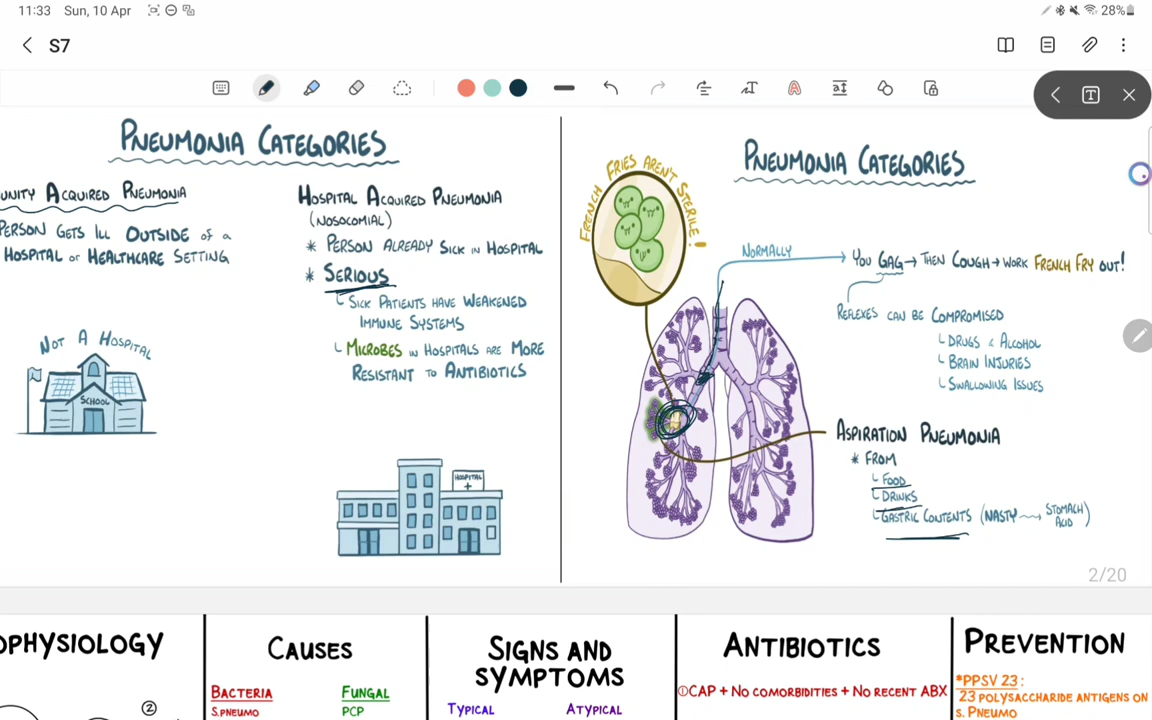 11:33 Sun, 10 Apr
28%
S7
PNEUMONIA CATEGORIES
UNITY ACQUIRED PNEUMONIA
PERSON GETS ILL OUTSIDE of a
HOSPITAL or HEALTHCARE SETTING
NOT A HOSPITAL
SCHOOL
HOSPITAL ACQUIRED PNEUMONIA
(NOSOCOMIAL)
* PERSON ALREADY SICK IN HOSPITAL
* SERIOUS
SICK PATIENTS HAVE WEAKENED
IMMUNE SYSTEMS
MICROBES IN HOSPITALS ARE MORE
RESISTANT TO ANTIBIOTICS
HOSPITAL
+
PNEUMONIA CATEGORIES
FRENCH FRIES AREN'T STERILE!
NORMALLY
YOU GAG → THEN COUGH → WORK FRENCH FRY OUT!
REFLEXES CAN BE COMPROMISED
DRUGS & ALCOHOL
BRAIN INJURIES
SWALLOWING ISSUES
ASPIRATION PNEUMONIA
* FROM
FOOD
DRINKS
GASTRIC CONTENTS (NASTY → STOMACH ACID)
2/20
OPHYSIOLOGY
②
CAUSES
BACTERIA
S.PNEUMO
FUNGAL
PCP
SIGNS AND
SYMPTOMS
TYPICAL
ATYPICAL
ANTIBIOTICS
①CAP + NO COMORBIDITIES + NO RECENT ABX
PREVENTION
*PPSV 23:
23 POLYSACCHARIDE ANTIGENS ON
S. PNEUMO